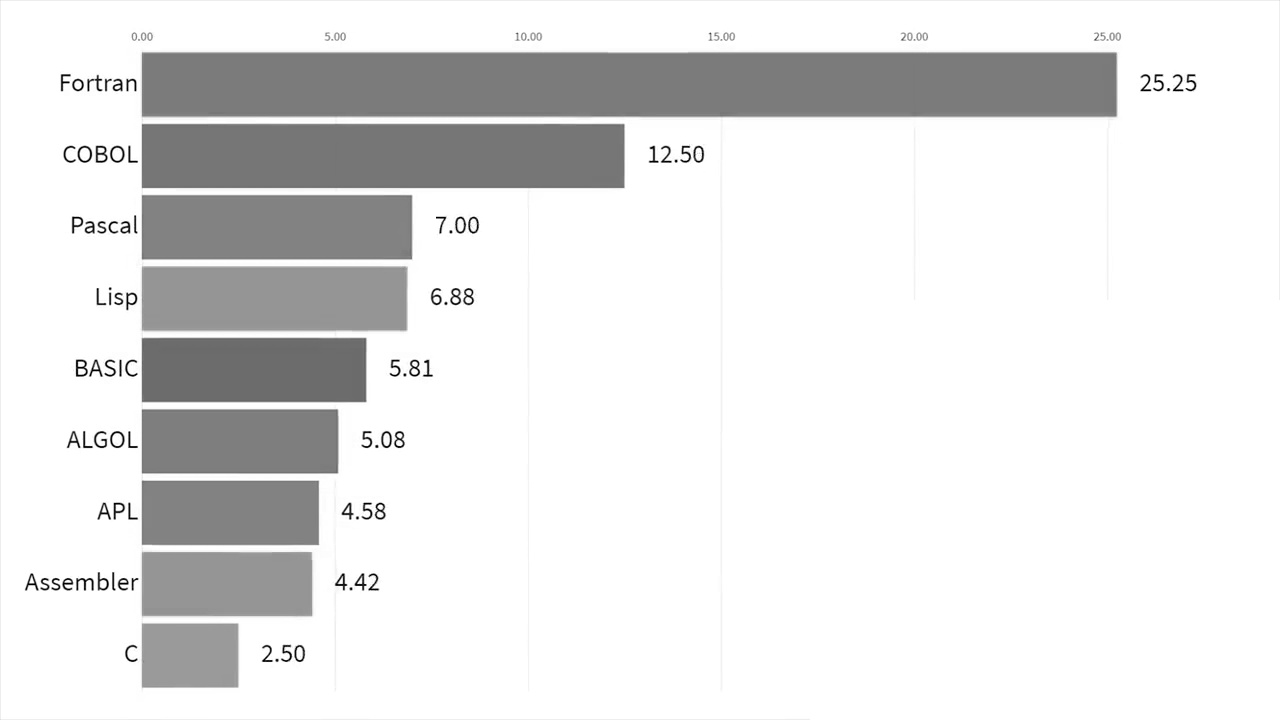 0.00 5.00 10.00 15.00 20.00 25.00
Fortran 25.25
COBOL 12.50
Pascal 7.00
Lisp 6.88
BASIC 5.81
ALGOL 5.08
APL 4.58
Assembler 4.42
C 2.50